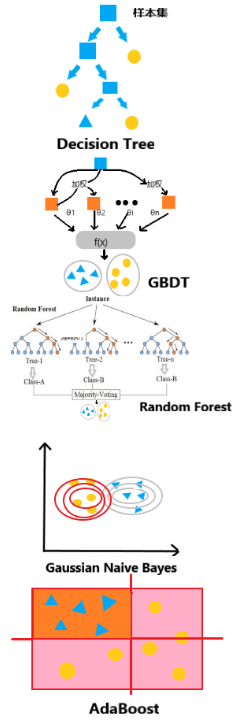 样本集
Decision Tree
加权 加权
θ1 θ2 θi θn
f(x)
GBDT
Instance
Random Forest
Tree-1 Tree-2 Tree-n
Class-A Class-B Class-B
Majority-Voting
Random Forest
Gaussian Naive Bayes
AdaBoost